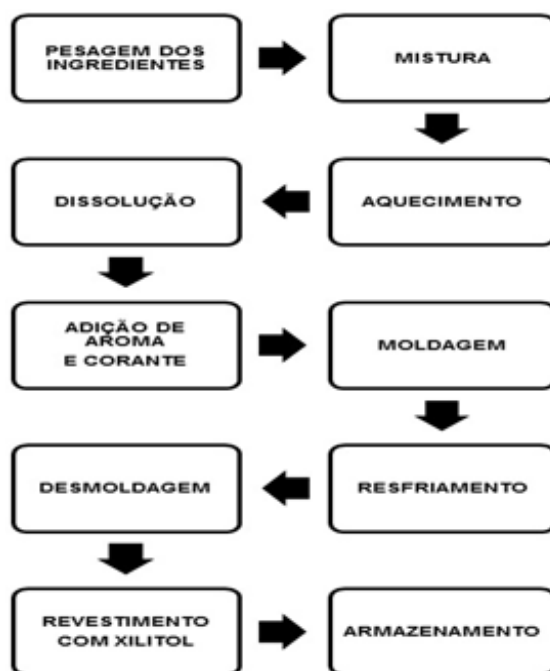 PESAGEM DOS
INGREDIENTES
MISTURA
AQUECIMENTO
DISSOLUÇÃO
ADIÇÃO DE
AROMA
E CORANTE
MOLDAGEM
RESFRIAMENTO
DESMOLDAGEM
REVESTIMENTO
COM XILITOL
ARMAZENAMENTO